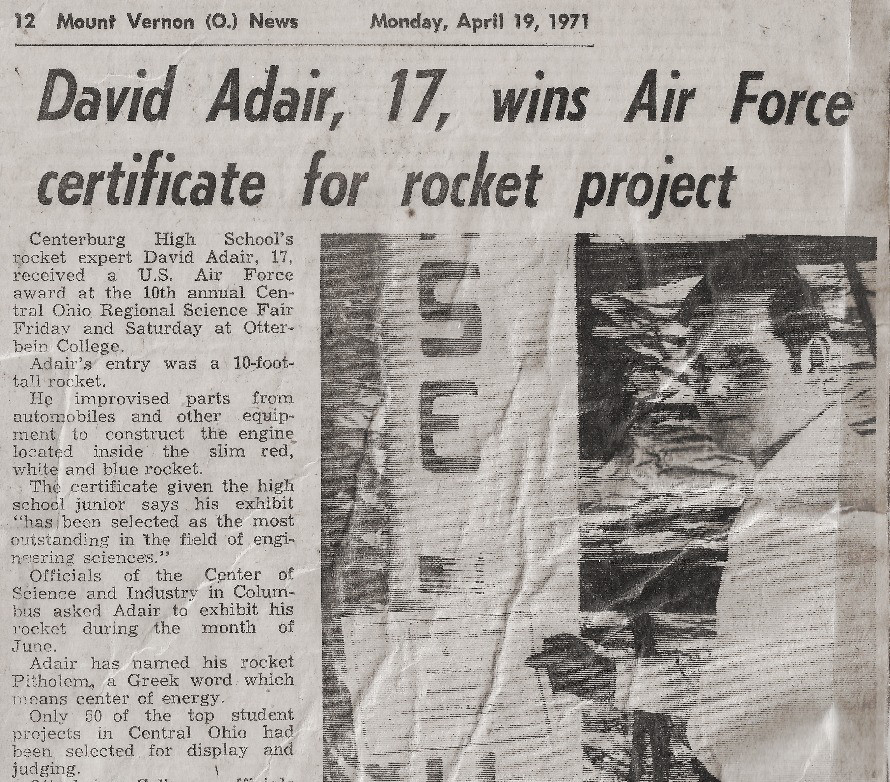 12 Mount Vernon (O.) News Monday, April 19, 1971
David Adair, 17, wins Air Force
certificate for rocket project
Centerburg High School's
rocket expert David Adair, 17,
received a U.S. Air Force
award at the 10th annual Cen-
tral Ohio Regional Science Fair
Friday and Saturday at Otter-
bein College.
Adair's entry was a 10-foot-
tall rocket.
He improvised parts from
automobiles and other equip-
ment to construct the engine
located inside the slim red,
white and blue rocket.
The certificate given the high
school junior says his exhibit
"has been selected as the most
outstanding in the field of engi-
neering sciences."
Officials of the Center of
Science and Industry in Colum-
bus asked Adair to exhibit his
rocket during the month of
June.
Adair has named his rocket
Pitholem, a Greek word which
means center of energy.
Only 50 of the top student
projects in Central Ohio had
been selected for display and
judging.
S
E